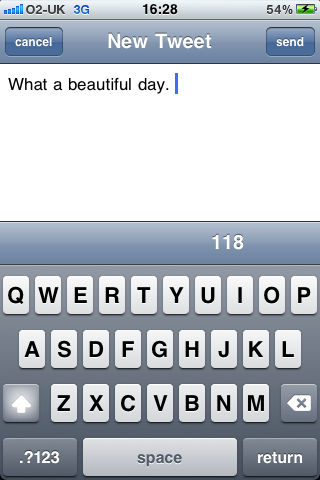 O2-UK 3G 16:28 54%
cancel New Tweet send
What a beautiful day.
118
Q W E R T Y U I O P
A S D F G H J K L
Z X C V B N M
.?123 space return